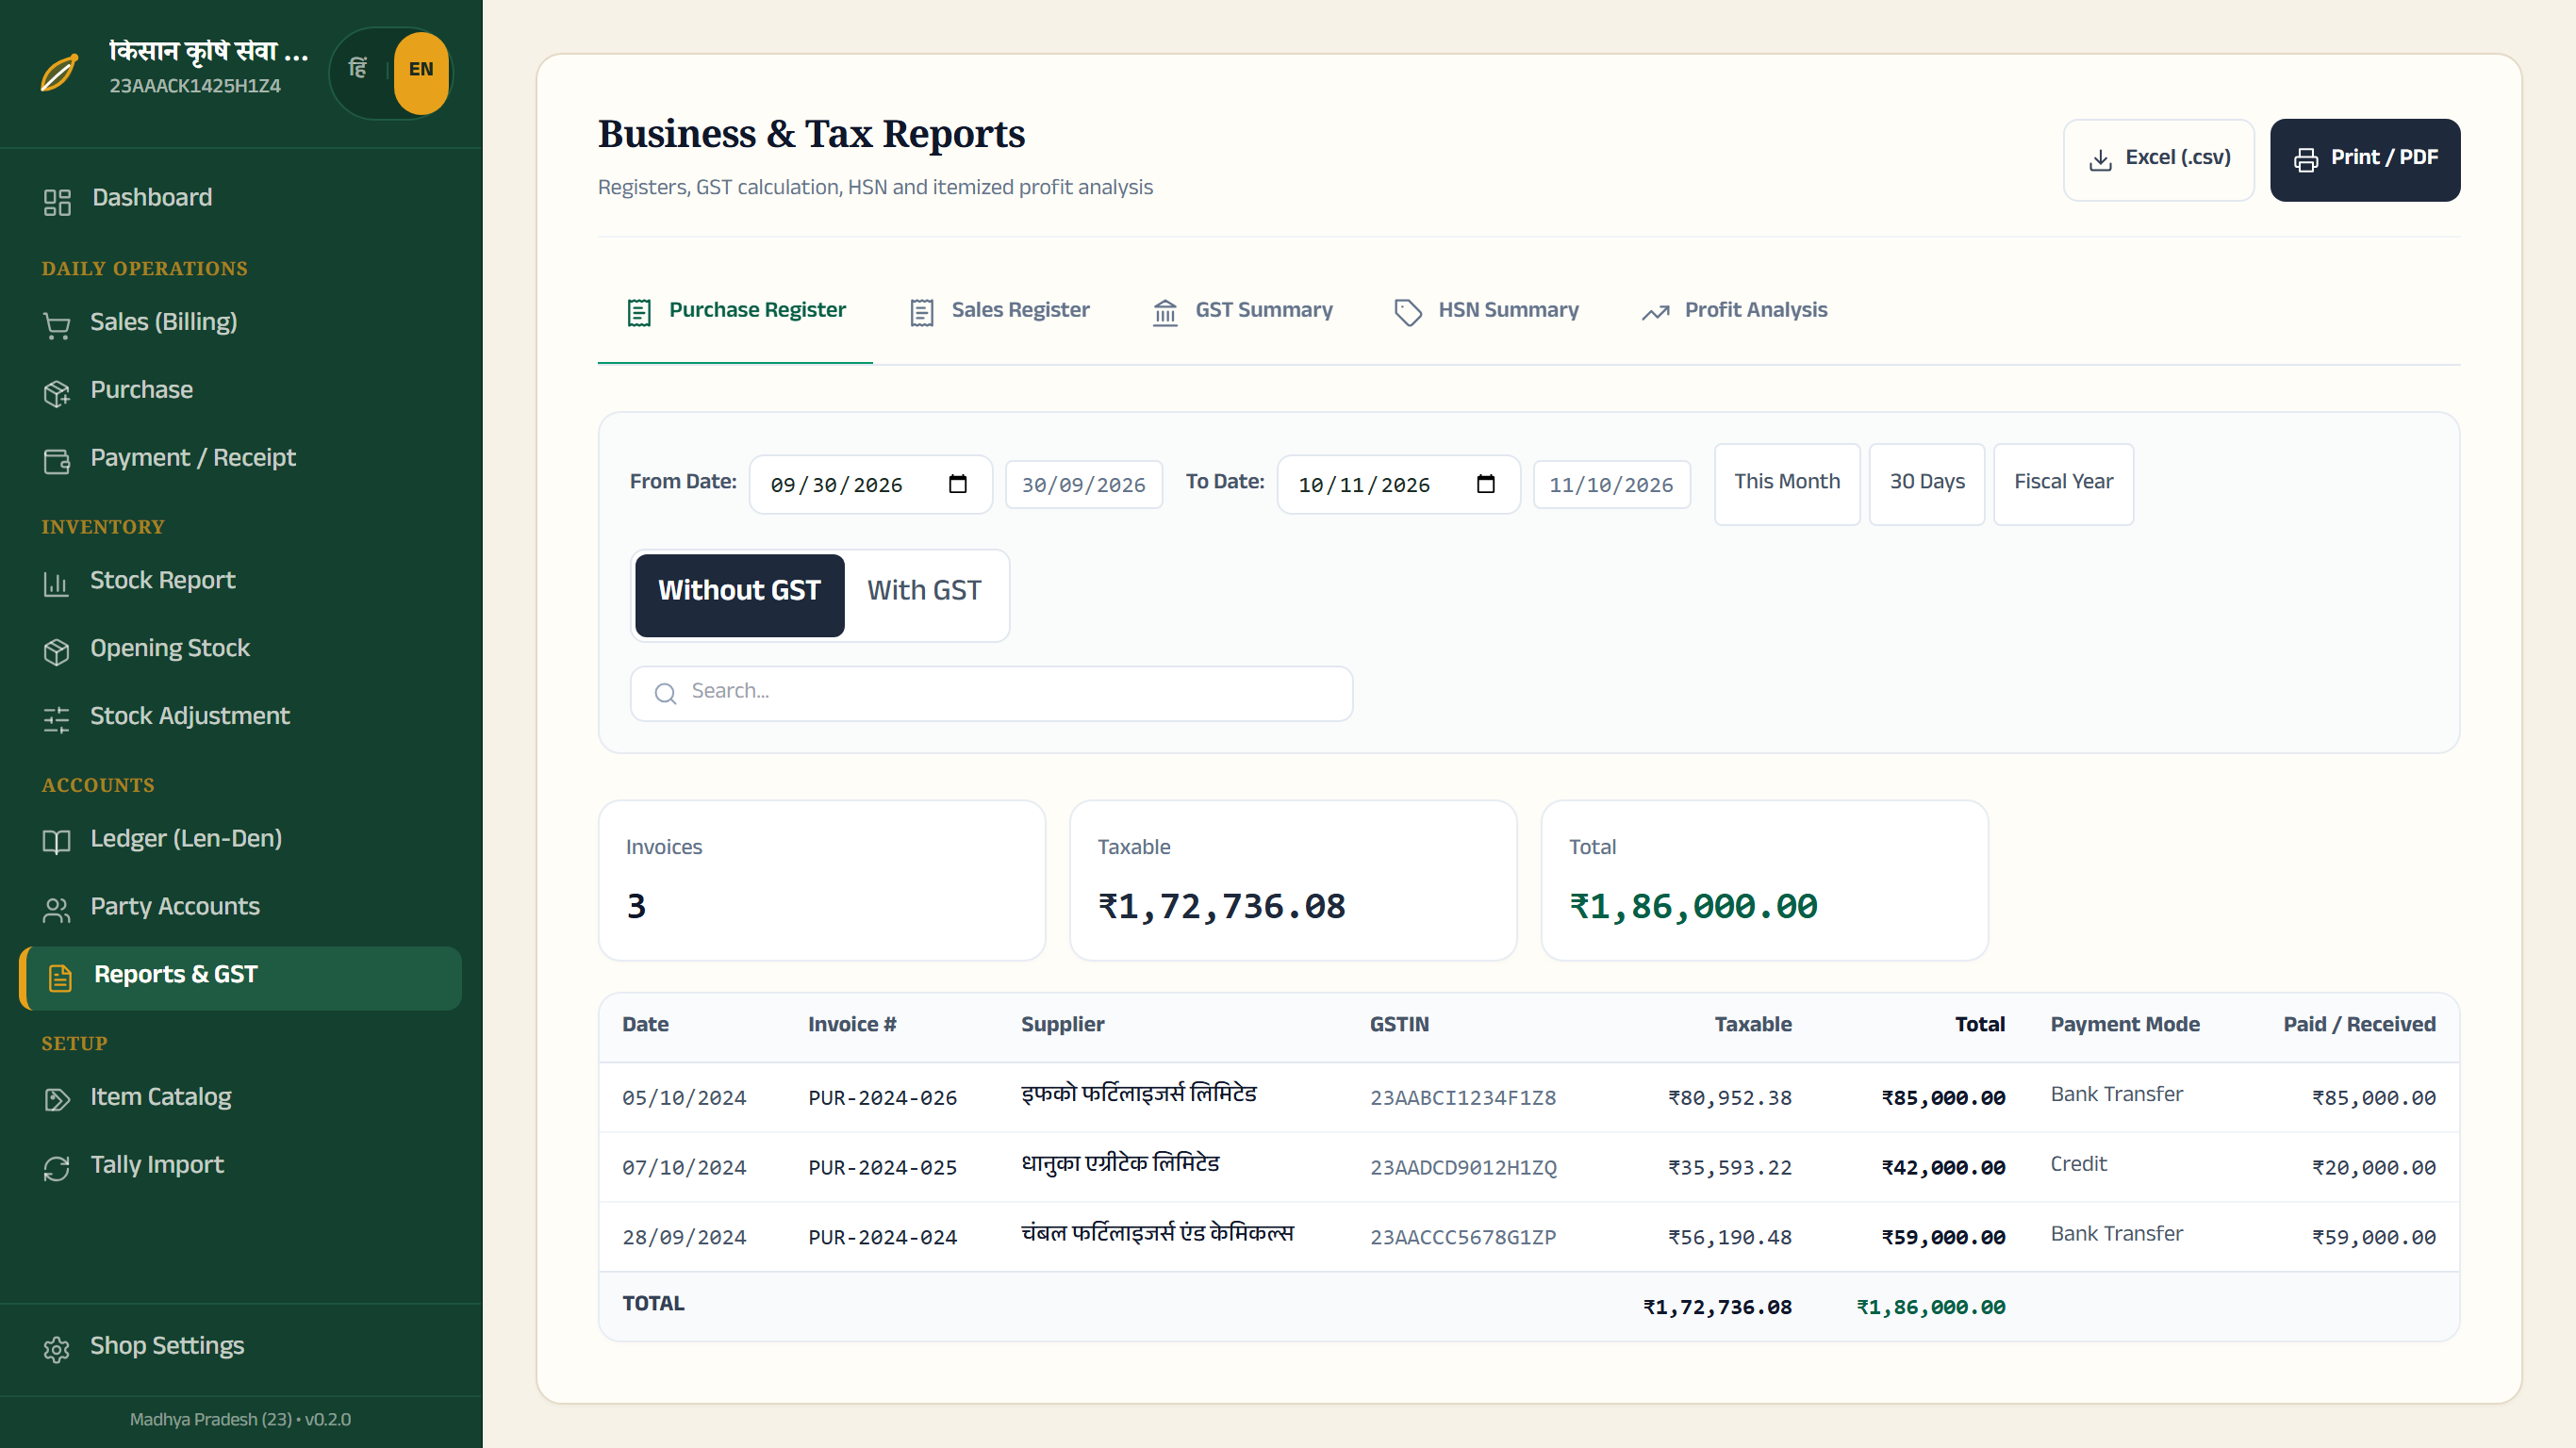 किसान कृषि सेवा ...
23AAACK1425H1Z4
हिं | EN
Dashboard
DAILY OPERATIONS
Sales (Billing)
Purchase
Payment / Receipt
INVENTORY
Stock Report
Opening Stock
Stock Adjustment
ACCOUNTS
Ledger (Len-Den)
Party Accounts
Reports & GST
SETUP
Item Catalog
Tally Import
Shop Settings
Madhya Pradesh (23) • v0.2.0
Business & Tax Reports
Registers, GST calculation, HSN and itemized profit analysis
Excel (.csv) Print / PDF
Purchase Register Sales Register GST Summary HSN Summary Profit Analysis
From Date: 09/30/2026 30/09/2026 To Date: 10/11/2026 11/10/2026 This Month 30 Days Fiscal Year
Without GST With GST
Search...
Invoices Taxable Total
3 ₹1,72,736.08 ₹1,86,000.00
Date Invoice # Supplier GSTIN Taxable Total Payment Mode Paid / Received
05/10/2024 PUR-2024-026 इफको फर्टिलाइजर्स लिमिटेड 23AABCI1234F1Z8 ₹80,952.38 ₹85,000.00 Bank Transfer ₹85,000.00
07/10/2024 PUR-2024-025 धानुका एग्रीटेक लिमिटेड 23AADCD9012H1ZQ ₹35,593.22 ₹42,000.00 Credit ₹20,000.00
28/09/2024 PUR-2024-024 चंबल फर्टिलाइजर्स एंड केमिकल्स 23AACCC5678G1ZP ₹56,190.48 ₹59,000.00 Bank Transfer ₹59,000.00
TOTAL ₹1,72,736.08 ₹1,86,000.00